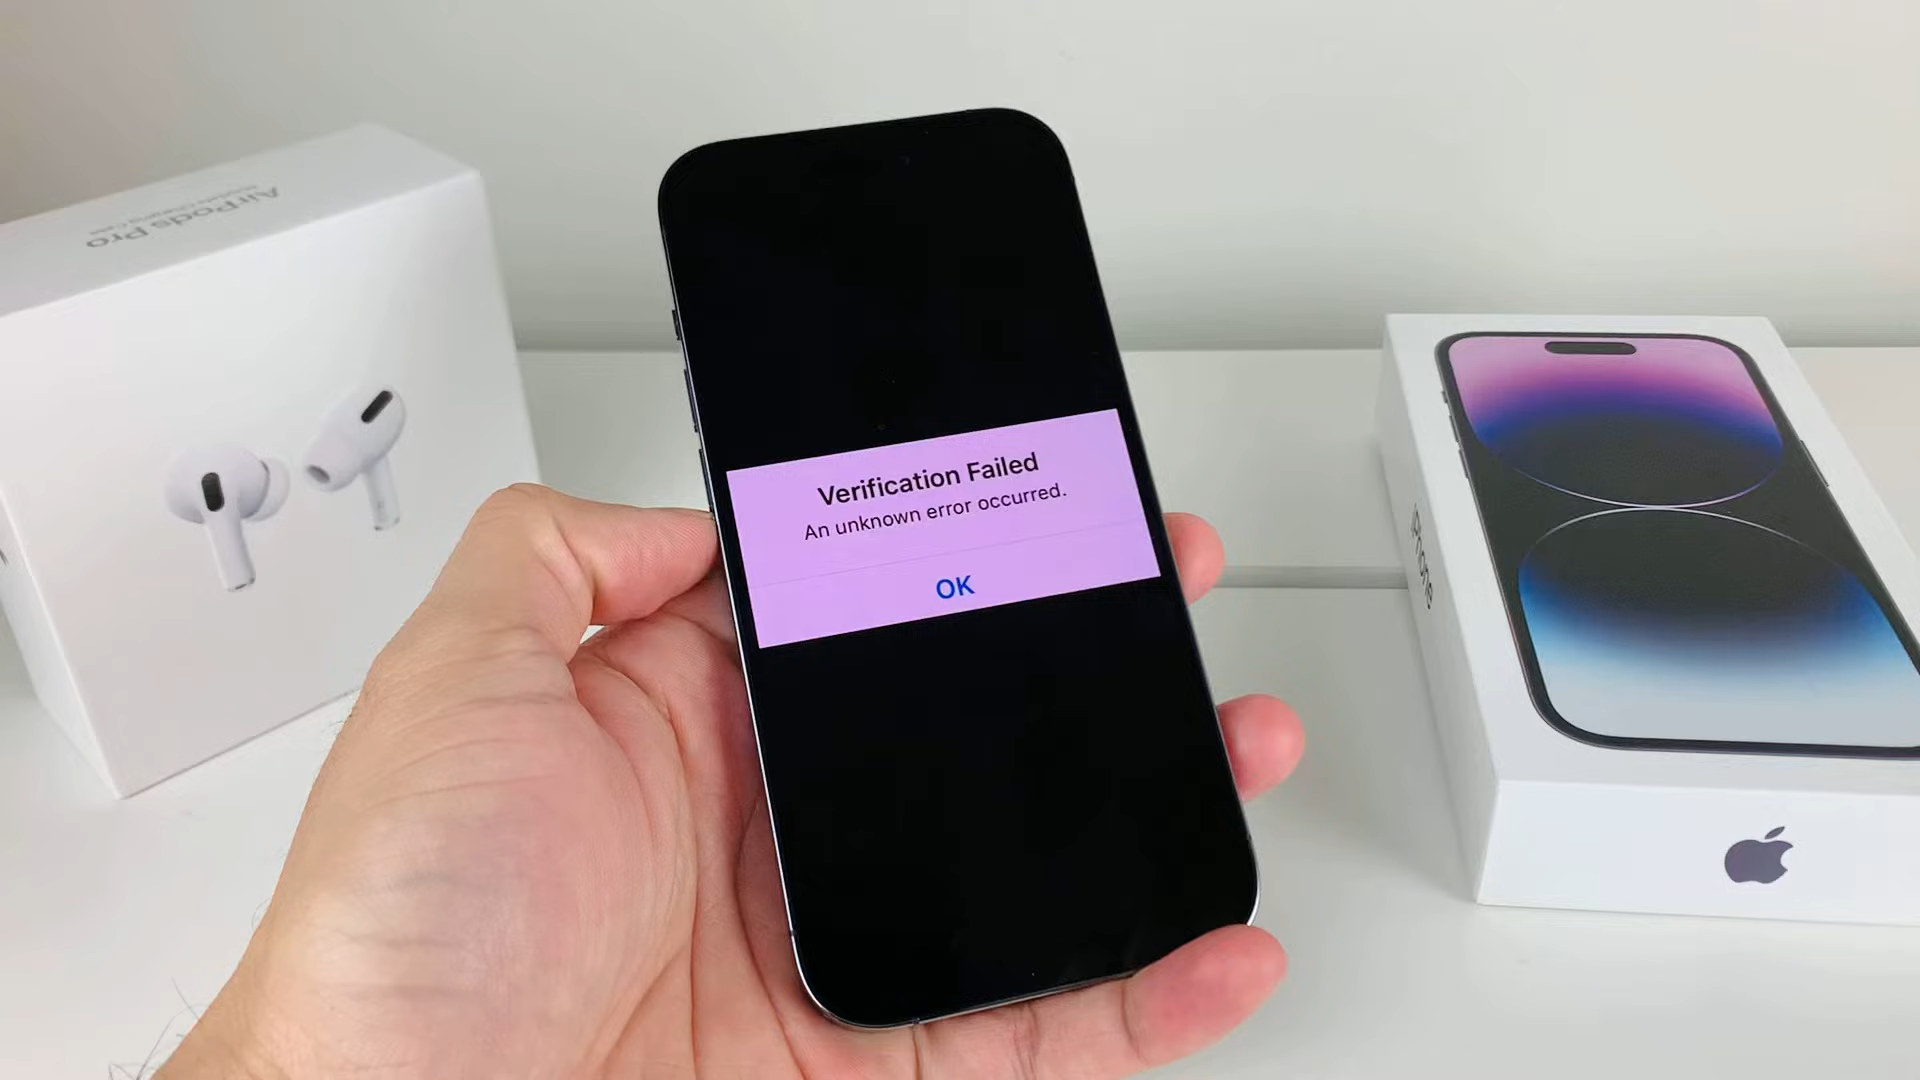 AirPods Pro
Verification Failed
An unknown error occurred.
OK
iPhone